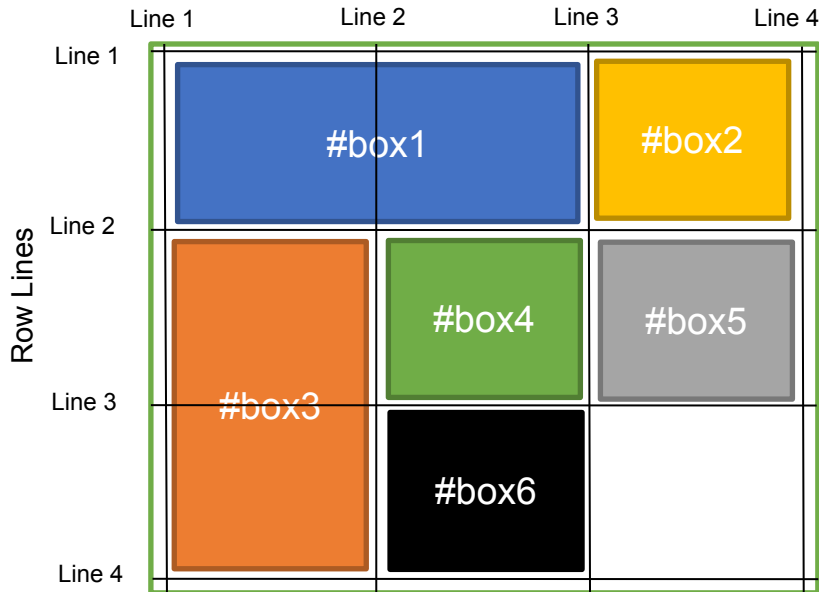 Line 1
Line 2
Line 3
Line 4
Line 1
#box1
#box2
Line 2
Row Lines
#box4
#box5
Line 3
#box3
#box6
Line 4